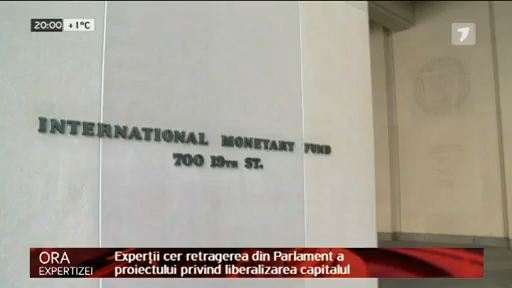 20:00 +1°C
7
INTERNATIONAL MONETARY FUND
700 19TH ST.
ORA
EXPERTIZEI
Experții cer retragerea din Parlament a
proiectului privind liberalizarea capitalul